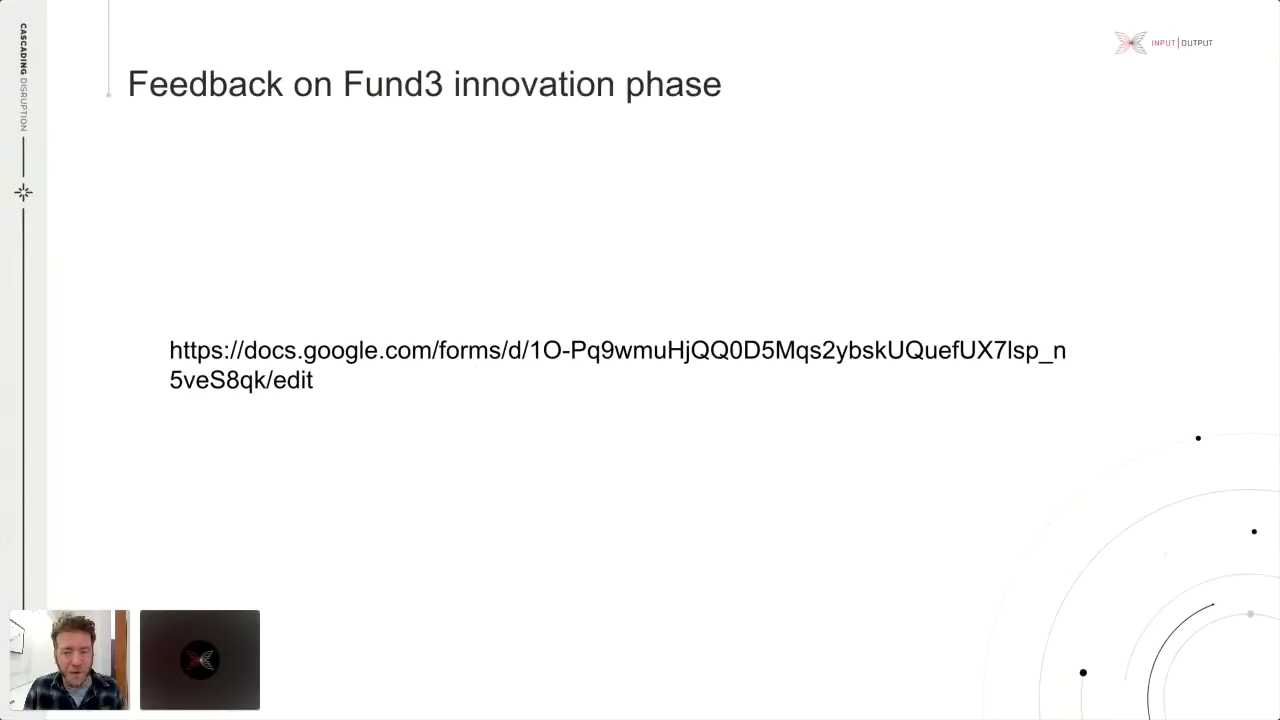 CASCADING DISRUPTION
INPUT | OUTPUT
Feedback on Fund3 innovation phase
https://docs.google.com/forms/d/1O-Pq9wmuHjQQ0D5Mqs2ybskUQuefUX7lsp_n
5veS8qk/edit